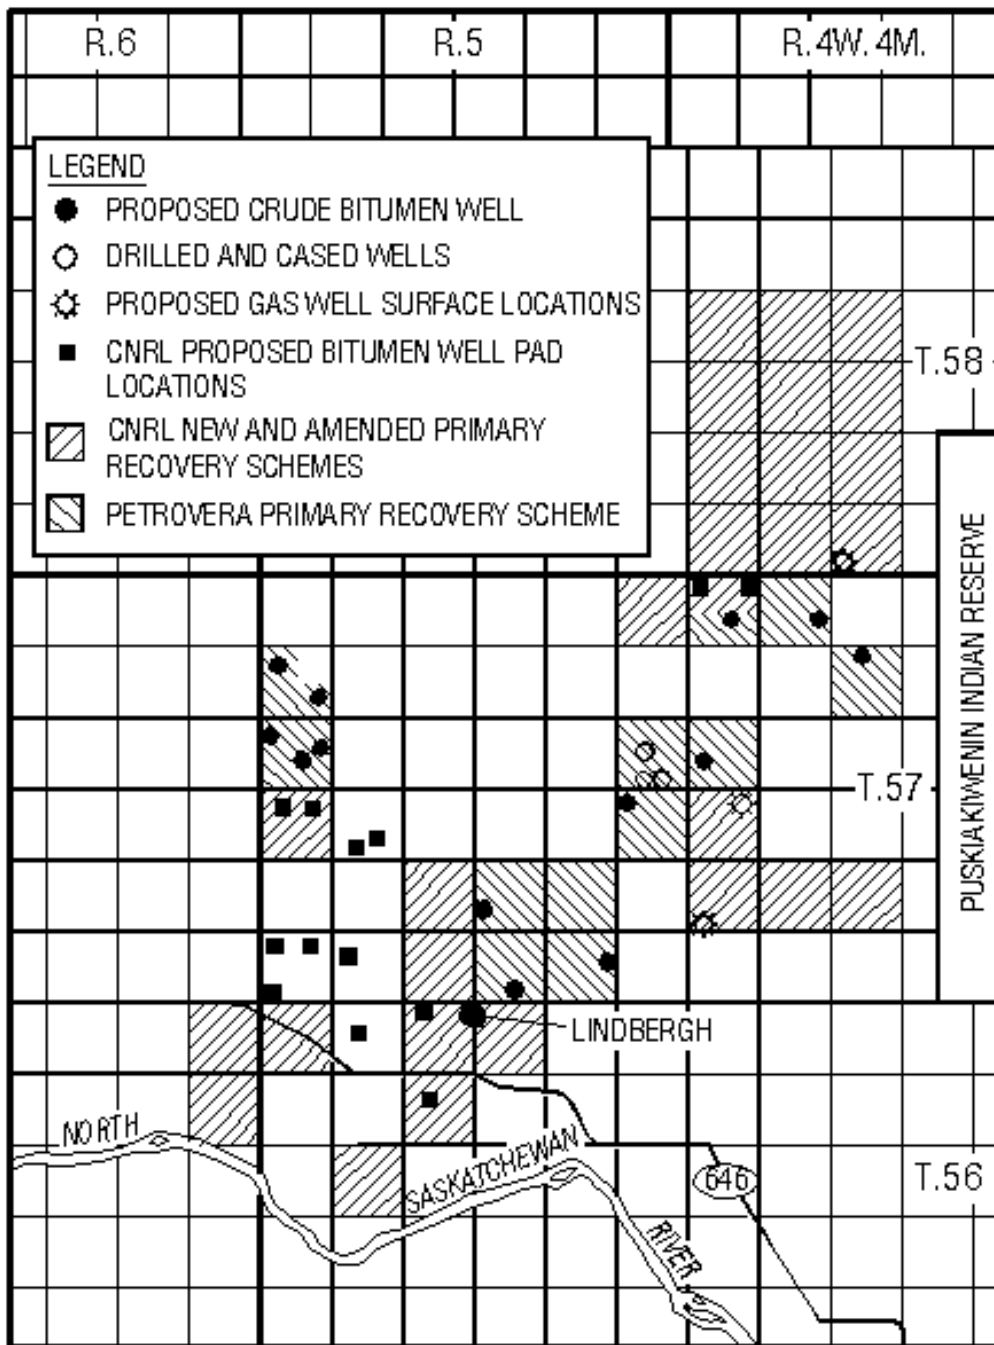 R.6 R.5 R.4W.4M.
LEGEND
PROPOSED CRUDE BITUMEN WELL
DRILLED AND CASED WELLS
PROPOSED GAS WELL SURFACE LOCATIONS
CNRL PROPOSED BITUMEN WELL PAD
LOCATIONS
CNRL NEW AND AMENDED PRIMARY
RECOVERY SCHEMES
PETROVERA PRIMARY RECOVERY SCHEME
T.58
PUSKIAKIWENIN INDIAN RESERVE
T.57
LINDBERGH
NORTH
SASKATCHEWAN
RIVER
646
T.56